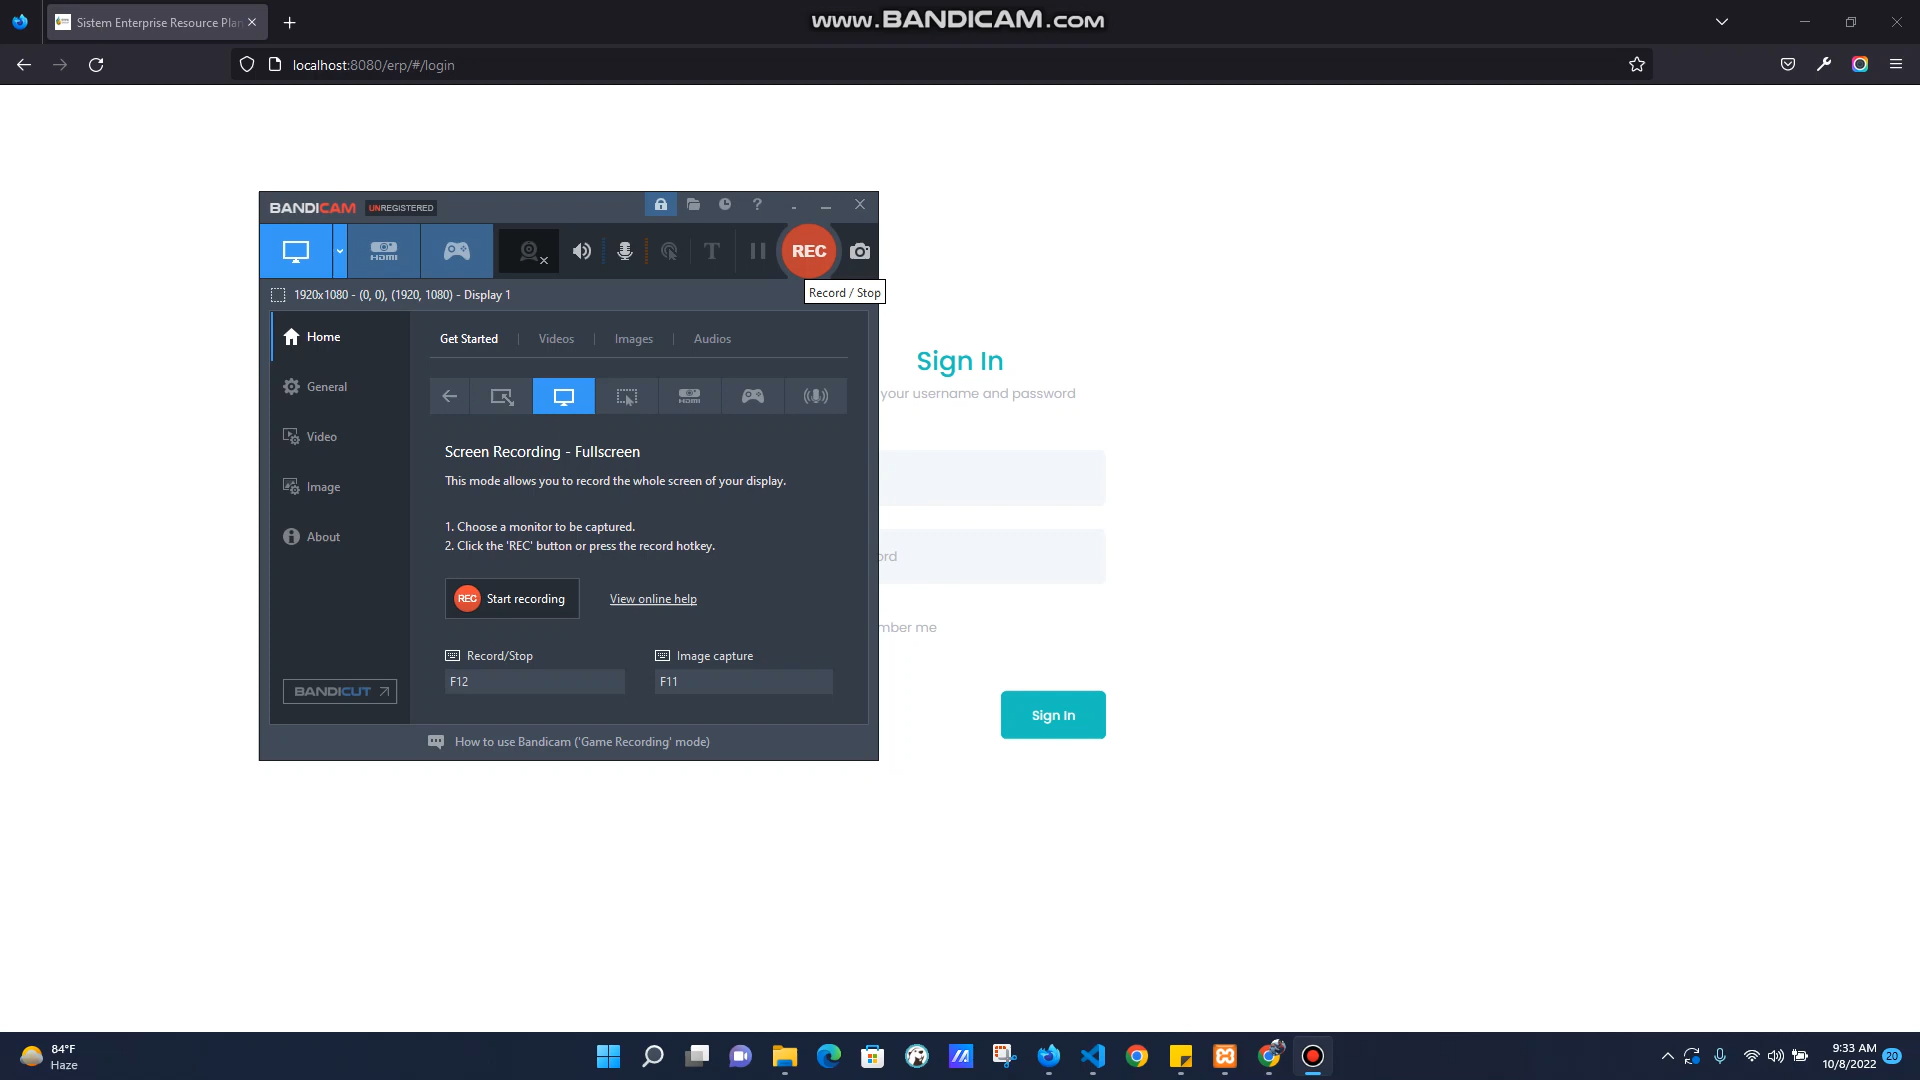 Sistem Enterprise Resource Plan
www.BANDICAM.com
localhost:8080/erp/#/login
BANDICAM UNREGISTERED
HDMI
T
REC
1920x1080 - (0, 0), (1920, 1080) - Display 1
Record / Stop
Home
General
Video
Image
About
BANDICUT
Get Started
Videos
Images
Audios
HDMI
Screen Recording - Fullscreen
This mode allows you to record the whole screen of your display.
1. Choose a monitor to be captured.
2. Click the 'REC' button or press the record hotkey.
REC Start recording
View online help
Record/Stop
Image capture
F12
F11
How to use Bandicam ('Game Recording' mode)
Sign In
your username and password
ord
mber me
Sign In
84°F
Haze
9:33 AM
10/8/2022
20